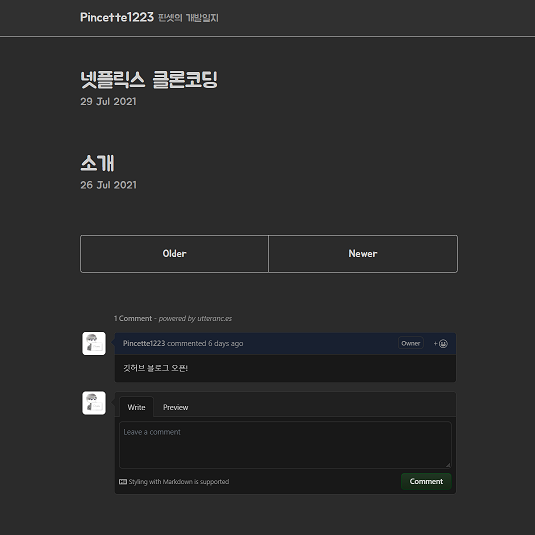 Pincette1223 핀셋의 개발일지
넷플릭스 클론코딩
29 Jul 2021
소개
26 Jul 2021
Older
Newer
1 Comment - powered by utteranc.es
Pincette1223 commented 6 days ago
Owner
+
깃허브 블로그 오픈!
Write
Preview
Leave a comment
Styling with Markdown is supported
Comment